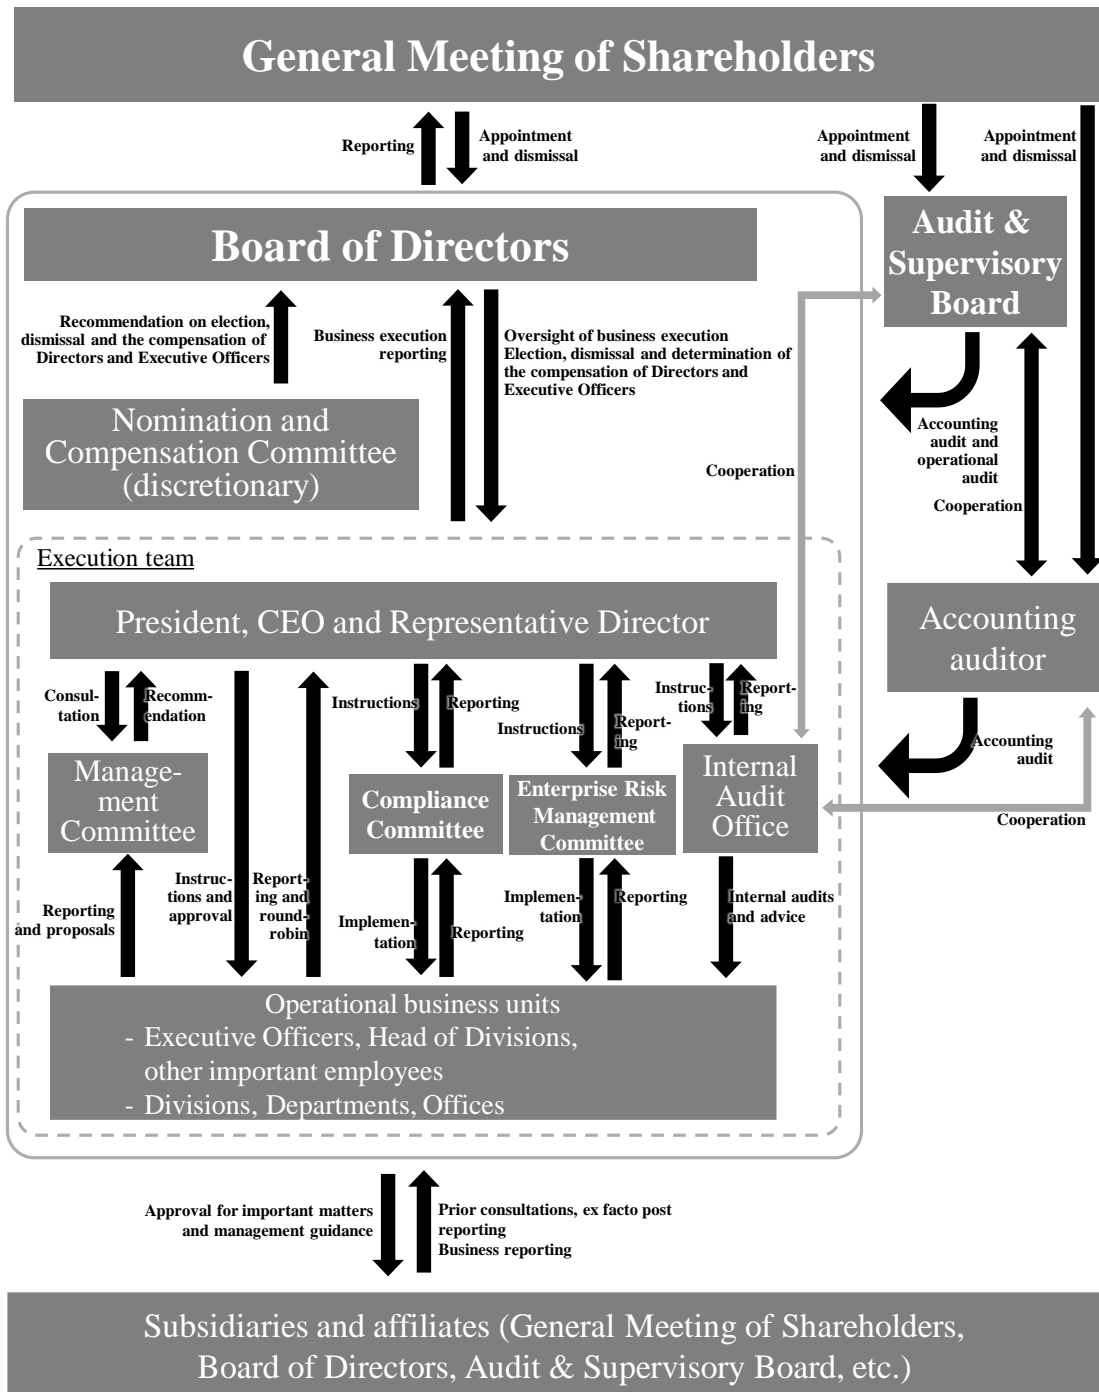 General Meeting of Shareholders
Reporting
Appointment
and dismissal
Appointment
and dismissal
Appointment
and dismissal
Board of Directors
Audit &
Supervisory
Board
Recommendation on election,
dismissal and the compensation of
Directors and Executive Officers
Business execution
reporting
Oversight of business execution
Election, dismissal and determination of
the compensation of Directors and
Executive Officers
Nomination and
Compensation Committee
(discretionary)
Cooperation
Accounting
audit and
operational
audit
Cooperation
Execution team
President, CEO and Representative Director
Accounting
auditor
Consul-
tation
Recomm-
endation
Instructions
Reporting
Instructions
Report-
ing
Instruc-
tions
Report-
ing
Accounting
audit
Manage-
ment
Committee
Compliance
Committee
Enterprise Risk
Management
Committee
Internal
Audit
Office
Cooperation
Reporting
and proposals
Instruc-
tions and
approval
Report-
ing and
round-
robin
Implemen-
tation
Reporting
Implemen-
tation
Reporting
Internal audits
and advice
Operational business units
- Executive Officers, Head of Divisions,
other important employees
- Divisions, Departments, Offices
Approval for important matters
and management guidance
Prior consultations, ex facto post
reporting
Business reporting
Subsidiaries and affiliates (General Meeting of Shareholders,
Board of Directors, Audit & Supervisory Board, etc.)